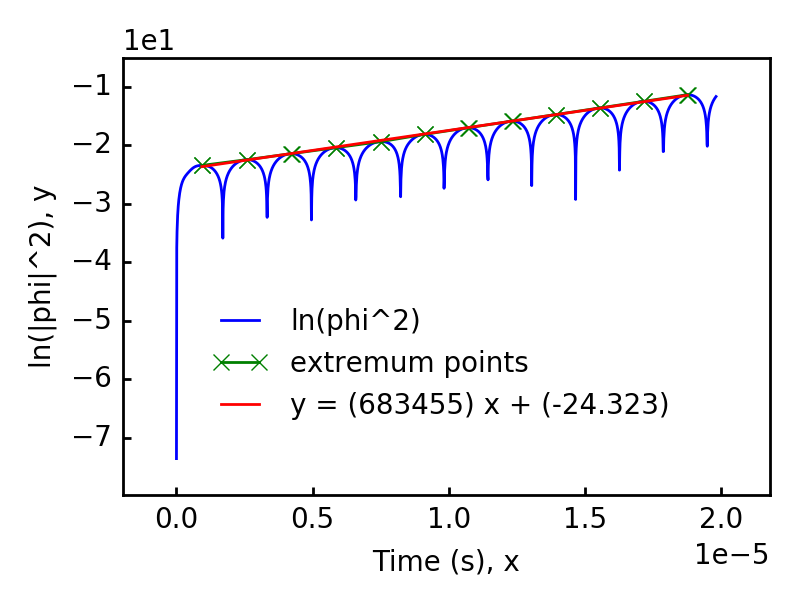 1e1
−1
−2
−3
−4
−5
−6
−7
ln(|phi|^2), y
ln(phi^2)
extremum points
y = (683455) x + (-24.323)
0.0 0.5 1.0 1.5 2.0
1e−5
Time (s), x